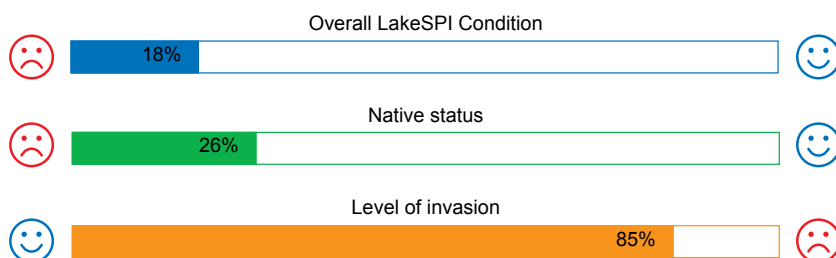 Overall LakeSPI Condition
18%
Native status
26%
Level of invasion
85%